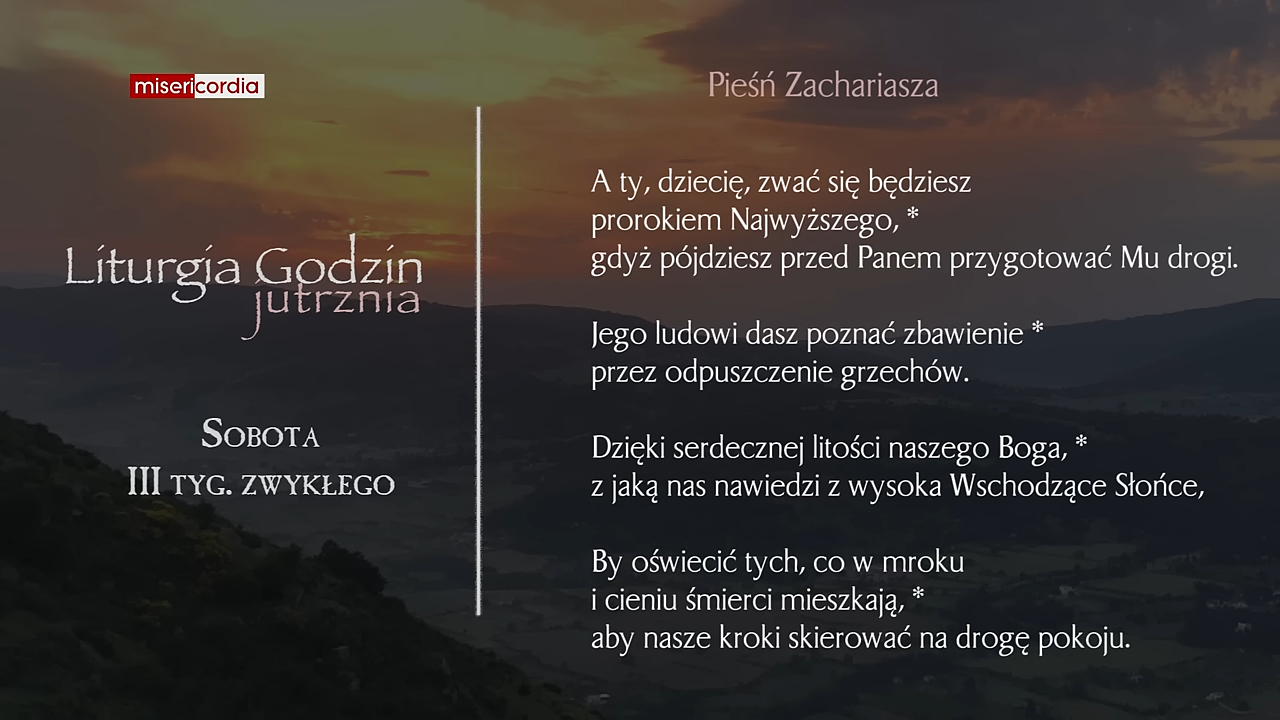 misericordia
Liturgia Godzin
jutrznia
Sobota
III tyg. zwykłego
Pieśń Zachariasza
A ty, dziecię, zwać się będziesz
prorokiem Najwyższego, *
gdyż pójdziesz przed Panem przygotować Mu drogi.
Jego ludowi dasz poznać zbawienie *
przez odpuszczenie grzechów.
Dzięki serdecznej litości naszego Boga, *
z jaką nas nawiedzi z wysoka Wschodzące Słońce,
By oświecić tych, co w mroku
i cieniu śmierci mieszkają, *
aby nasze kroki skierować na drogę pokoju.